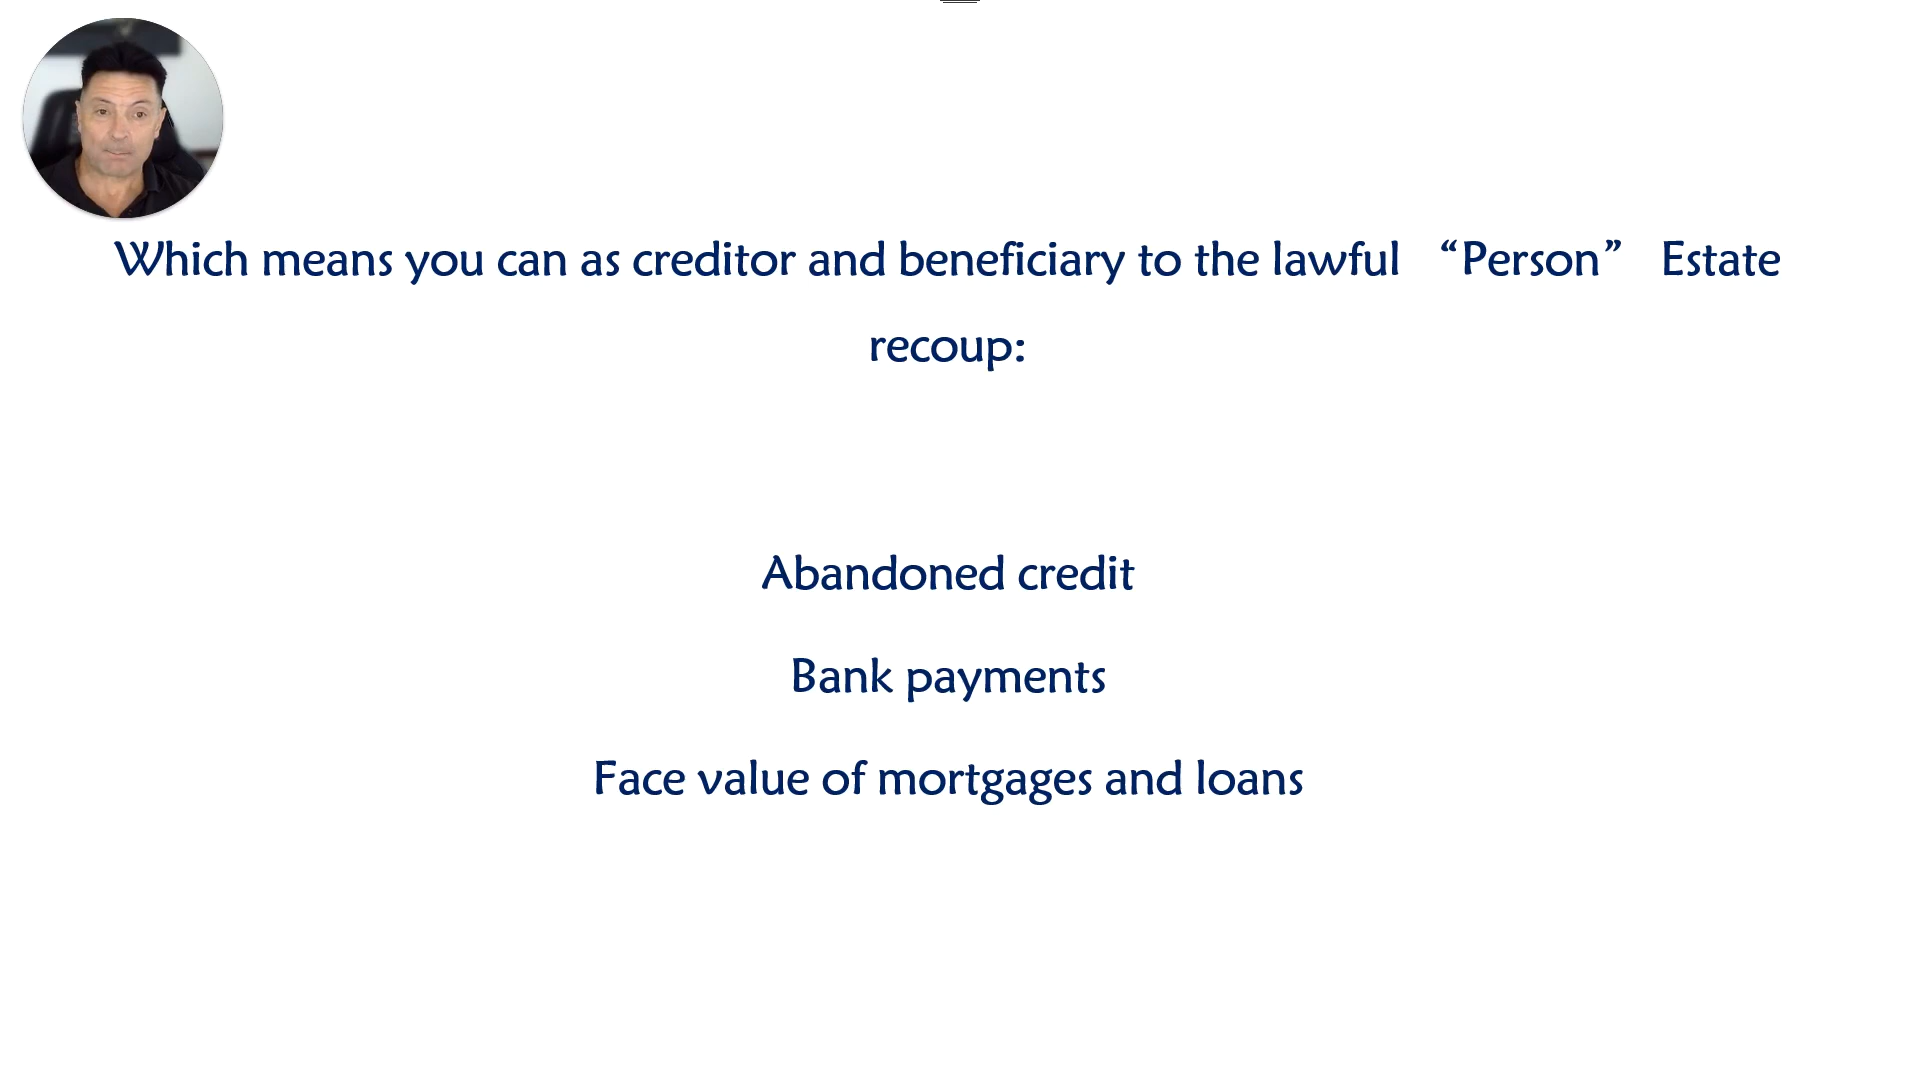 Which means you can as creditor and beneficiary to the lawful “Person” Estate
recoup:
Abandoned credit
Bank payments
Face value of mortgages and loans